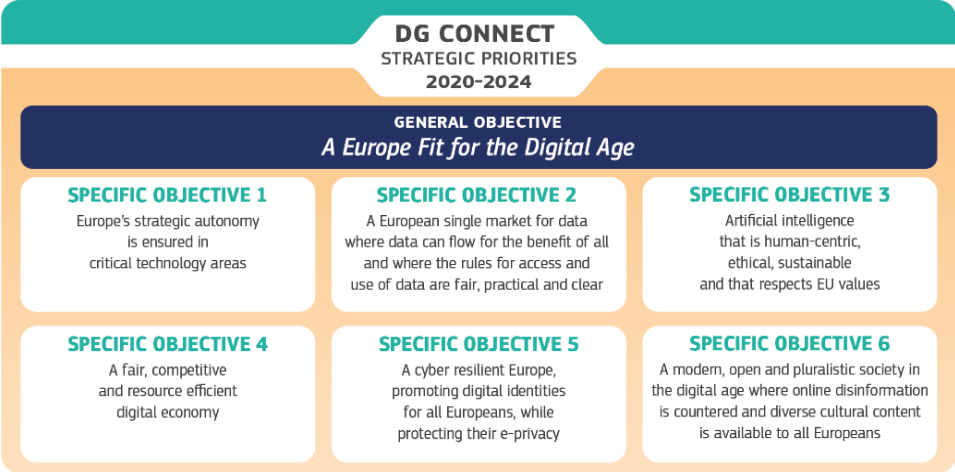 DG CONNECT
STRATEGIC PRIORITIES
2020-2024
GENERAL OBJECTIVE
A Europe Fit for the Digital Age
SPECIFIC OBJECTIVE 1
Europe's strategic autonomy
is ensured in
critical technology areas
SPECIFIC OBJECTIVE 2
A European single market for data
where data can flow for the benefit of all
and where the rules for access and
use of data are fair, practical and clear
SPECIFIC OBJECTIVE 3
Artificial intelligence
that is human-centric,
ethical, sustainable
and that respects EU values
SPECIFIC OBJECTIVE 4
A fair, competitive
and resource efficient
digital economy
SPECIFIC OBJECTIVE 5
A cyber resilient Europe,
promoting digital identities
for all Europeans, while
protecting their e-privacy
SPECIFIC OBJECTIVE 6
A modern, open and pluralistic society in
the digital age where online disinformation
is countered and diverse cultural content
is available to all Europeans